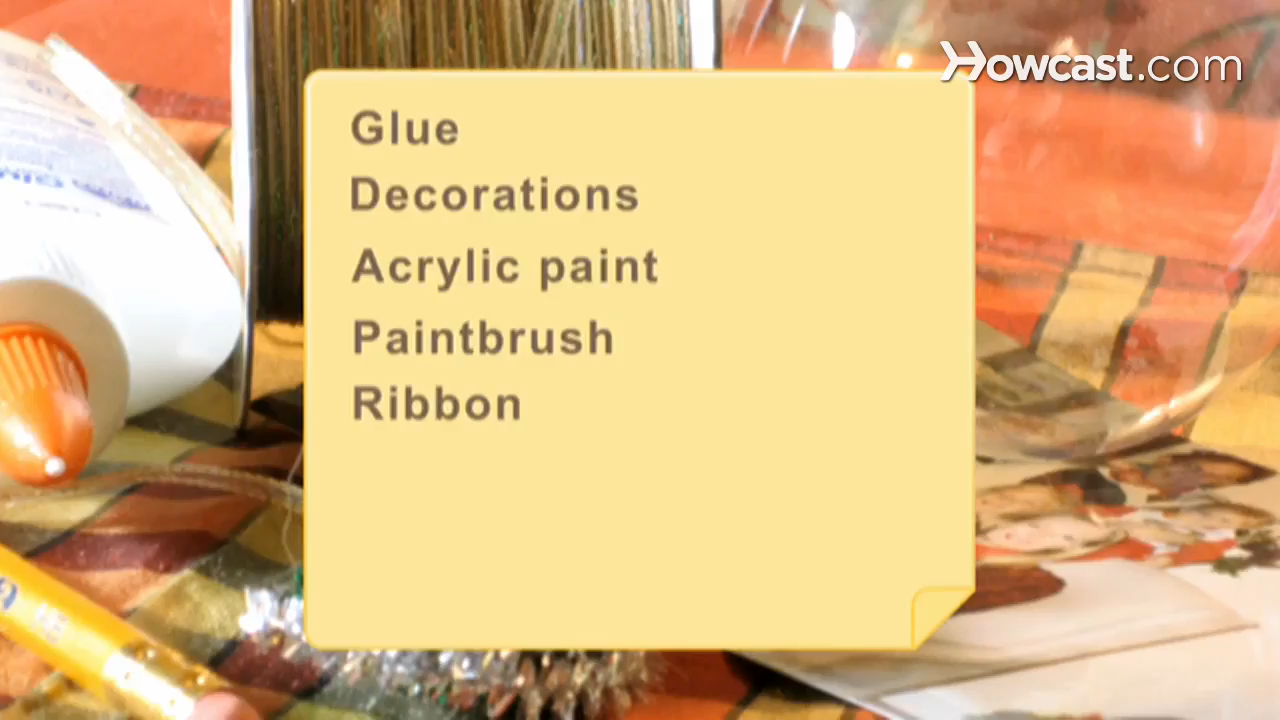 Howcast.com
Glue
Decorations
Acrylic paint
Paintbrush
Ribbon